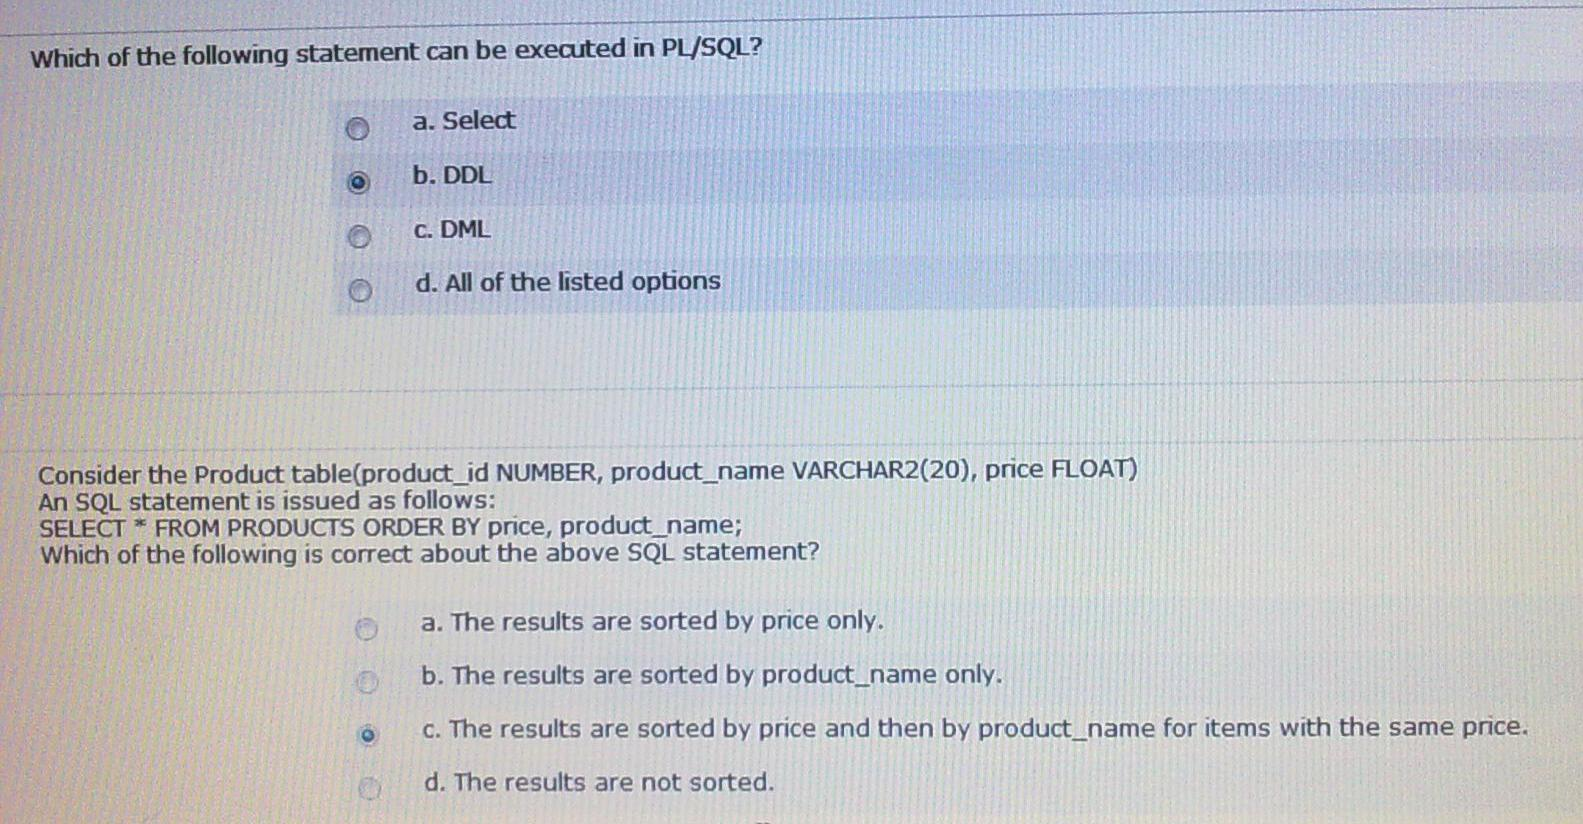 Which of the following statement can be executed in PL/SQL?
a. Select
b. DDL
c. DML
d. All of the listed options
Consider the Product table(product_id NUMBER, product_name VARCHAR2(20), price FLOAT)
An SQL statement is issued as follows:
SELECT * FROM PRODUCTS ORDER BY price, product_name;
Which of the following is correct about the above SQL statement?
a. The results are sorted by price only.
b. The results are sorted by product_name only.
c. The results are sorted by price and then by product_name for items with the same price.
d. The results are not sorted.